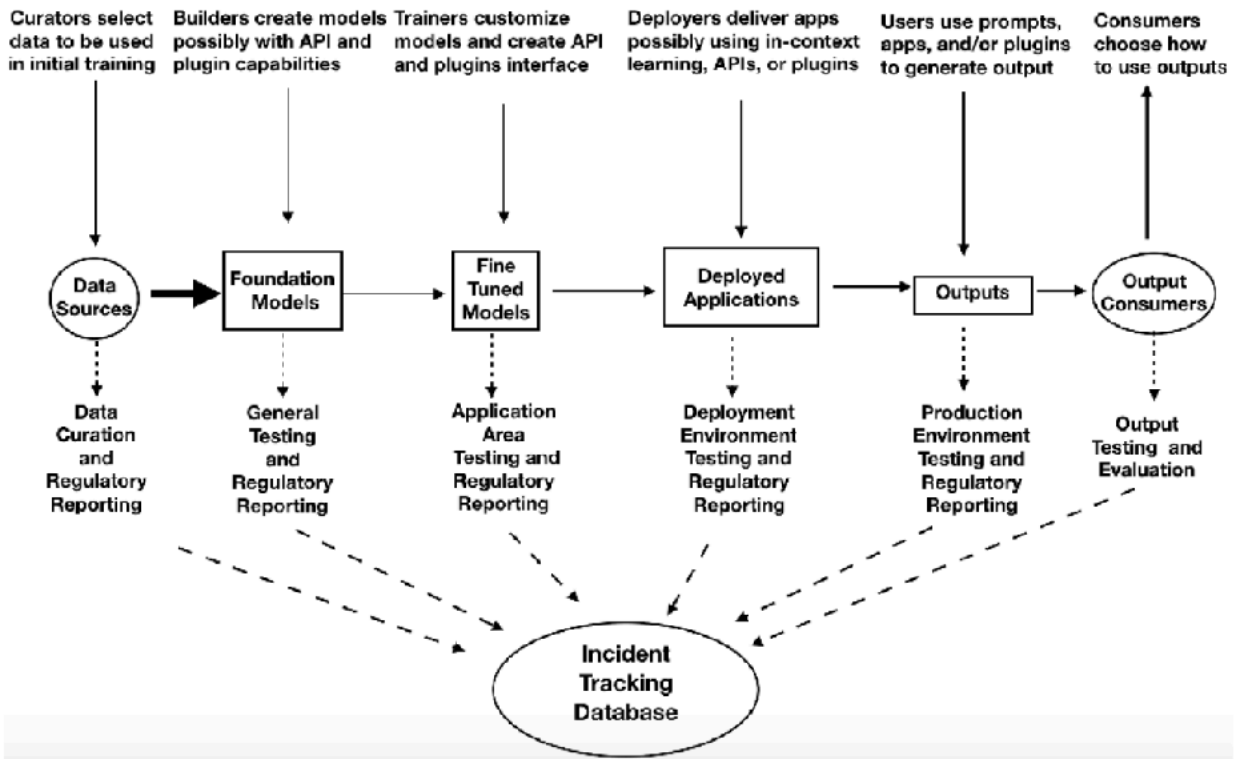 Curators select
data to be used
in initial training
Builders create models
possibly with API and
plugin capabilities
Trainers customize
models and create API
and plugins interface
Deployers deliver apps
possibly using in-context
learning, APIs, or plugins
Users use prompts,
apps, and/or plugins
to generate output
Consumers
choose how
to use outputs
Data
Sources
Foundation
Models
Fine
Tuned
Models
Deployed
Applications
Outputs
Output
Consumers
Data
Curation
and
Regulatory
Reporting
General
Testing
and
Regulatory
Reporting
Application
Area
Testing and
Regulatory
Reporting
Deployment
Environment
Testing and
Regulatory
Reporting
Production
Environment
Testing and
Regulatory
Reporting
Output
Testing and
Evaluation
Incident
Tracking
Database